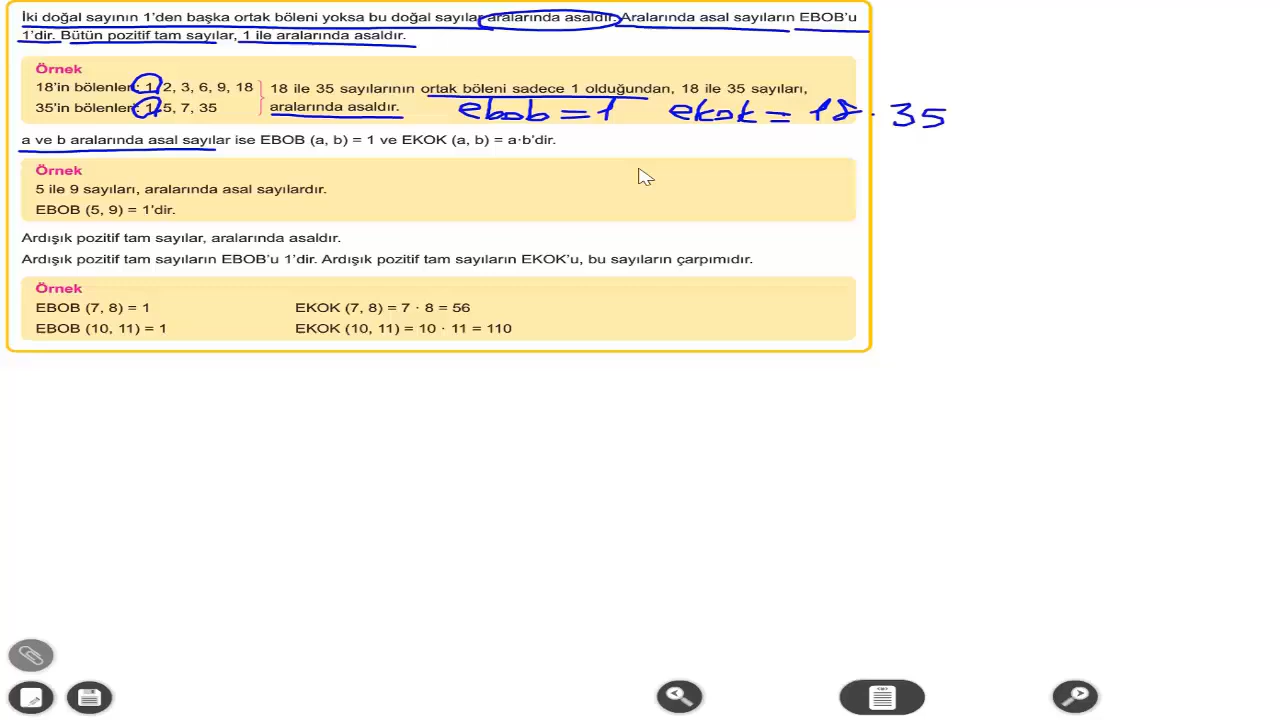 İki doğal sayının 1’den başka ortak böleni yoksa bu doğal sayılar aralarında asaldır. Aralarında asal sayıların EBOB’u
1’dir. Bütün pozitif tam sayılar, 1 ile aralarında asaldır.
Örnek
18’in bölenleri: 1, 2, 3, 6, 9, 18
35’in bölenleri: 1, 5, 7, 35
18 ile 35 sayılarının ortak böleni sadece 1 olduğundan, 18 ile 35 sayıları,
aralarında asaldır.
ebob = 1 ekok = 18 · 35
a ve b aralarında asal sayılar ise EBOB (a, b) = 1 ve EKOK (a, b) = a·b’dir.
Örnek
5 ile 9 sayıları, aralarında asal sayılardır.
EBOB (5, 9) = 1’dir.
Ardışık pozitif tam sayılar, aralarında asaldır.
Ardışık pozitif tam sayıların EBOB’u 1’dir. Ardışık pozitif tam sayıların EKOK’u, bu sayıların çarpımıdır.
Örnek
EBOB (7, 8) = 1 EKOK (7, 8) = 7 · 8 = 56
EBOB (10, 11) = 1 EKOK (10, 11) = 10 · 11 = 110